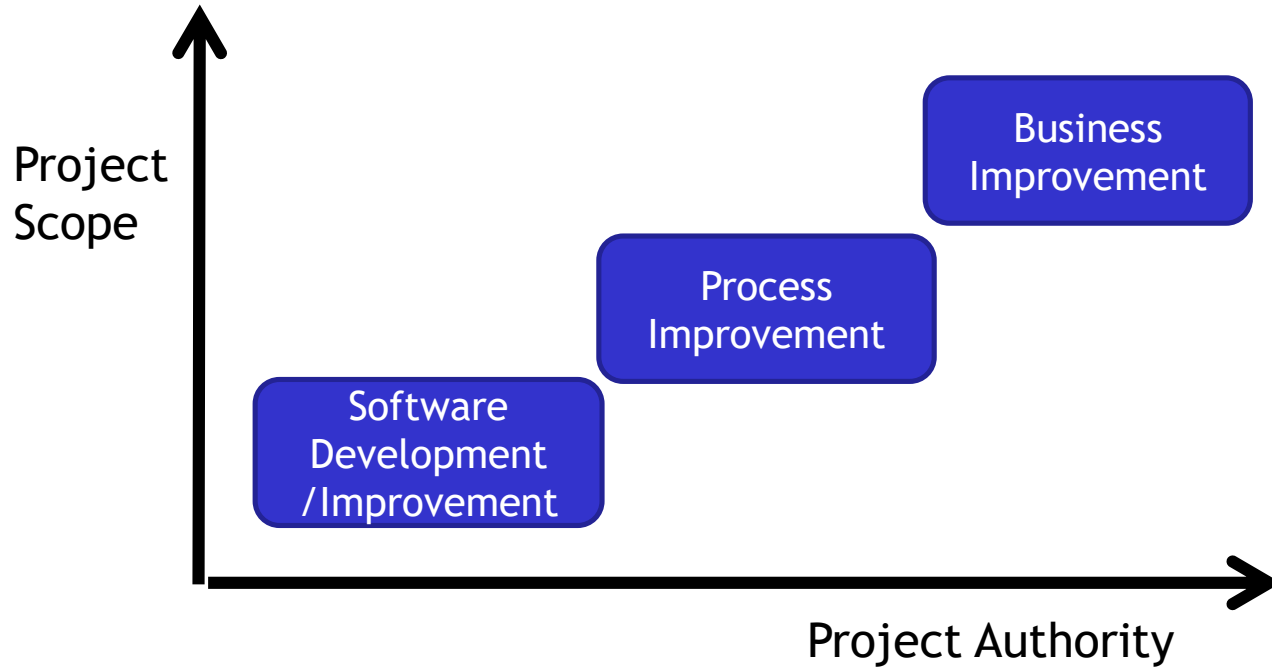 Project
Scope
Business
Improvement
Process
Improvement
Software
Development
/Improvement
Project Authority